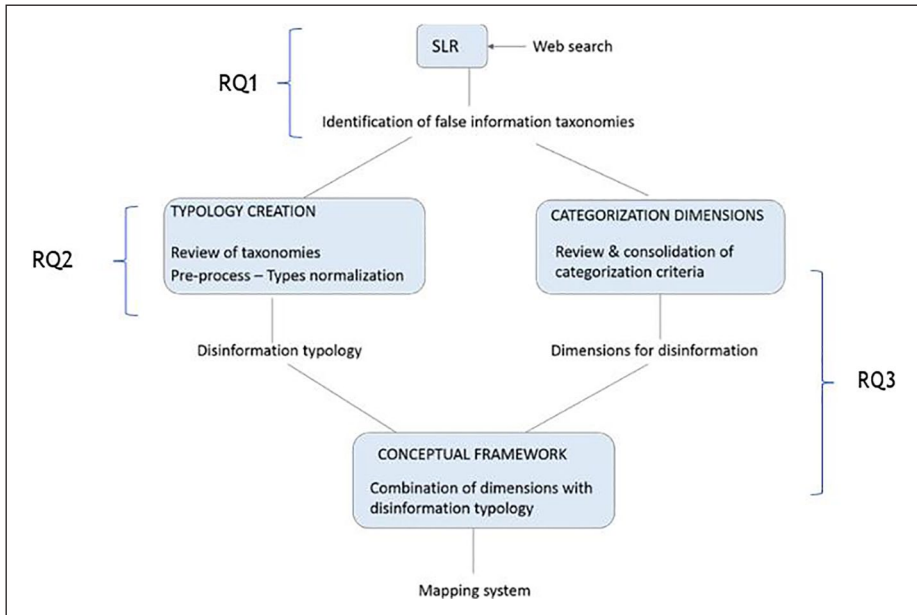 SLR
Web search
RQ1
Identification of false information taxonomies
TYPOLOGY CREATION
Review of taxonomies
Pre-process – Types normalization
RQ2
CATEGORIZATION DIMENSIONS
Review & consolidation of
categorization criteria
Disinformation typology
Dimensions for disinformation
RQ3
CONCEPTUAL FRAMEWORK
Combination of dimensions with
disinformation typology
Mapping system